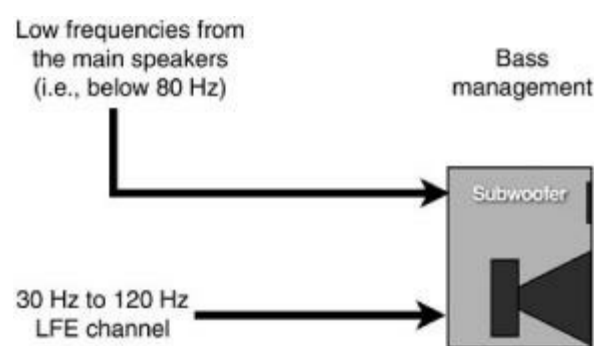 Low frequencies from
the main speakers
(i.e., below 80 Hz)
Bass
management
Subwoofer
30 Hz to 120 Hz
LFE channel